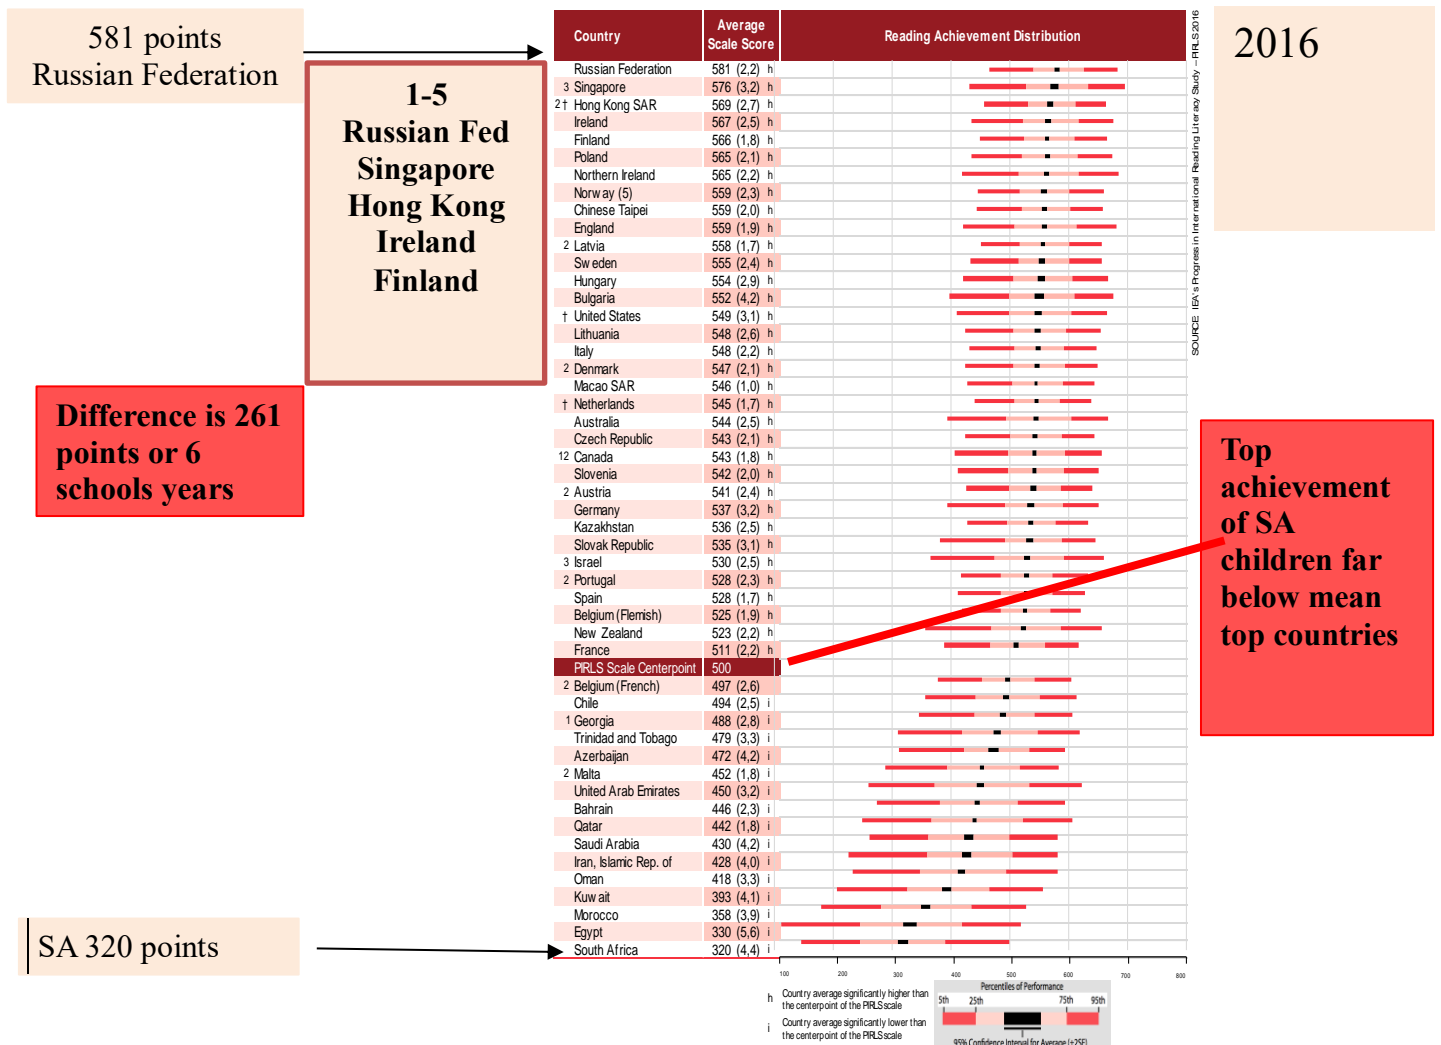 581 points
Russian Federation
1-5
Russian Fed
Singapore
Hong Kong
Ireland
Finland
Difference is 261
points or 6
schools years
SA 320 points
Country Average Scale Score Reading Achievement Distribution
Russian Federation 581 (2,2) h
3 Singapore 576 (3,2) h
2† Hong Kong SAR 569 (2,7) h
Ireland 567 (2,5) h
Finland 566 (1,8) h
Poland 565 (2,1) h
Northern Ireland 565 (2,2) h
Norway (5) 559 (2,3) h
Chinese Taipei 559 (2,0) h
England 559 (1,9) h
2 Latvia 558 (1,7) h
Sweden 555 (2,4) h
Hungary 554 (2,9) h
Bulgaria 552 (4,2) h
† United States 549 (3,1) h
Lithuania 548 (2,6) h
Italy 548 (2,2) h
2 Denmark 547 (2,1) h
Macao SAR 546 (1,0) h
† Netherlands 545 (1,7) h
Australia 544 (2,5) h
Czech Republic 543 (2,1) h
12 Canada 543 (1,8) h
Slovenia 542 (2,0) h
2 Austria 541 (2,4) h
Germany 537 (3,2) h
Kazakhstan 536 (2,5) h
Slovak Republic 535 (3,1) h
3 Israel 530 (2,5) h
2 Portugal 528 (2,3) h
Spain 528 (1,7) h
Belgium (Flemish) 525 (1,9) h
New Zealand 523 (2,2) h
France 511 (2,2) h
PIRLS Scale Centerpoint 500
2 Belgium (French) 497 (2,6)
Chile 494 (2,5) i
1 Georgia 488 (2,8) i
Trinidad and Tobago 479 (3,3) i
Azerbaijan 472 (4,2) i
2 Malta 452 (1,8) i
United Arab Emirates 450 (3,2) i
Bahrain 446 (2,3) i
Qatar 442 (1,8) i
Saudi Arabia 430 (4,2) i
Iran, Islamic Rep. of 428 (4,0) i
Oman 418 (3,3) i
Kuwait 393 (4,1) i
Morocco 358 (3,9) i
Egypt 330 (5,6) i
South Africa 320 (4,4) i
100 200 300 400 500 600 700 800
h Country average significantly higher than
the centerpoint of the PIRLS scale
i Country average significantly lower than
the centerpoint of the PIRLS scale
Percentiles of Performance
5th 25th 75th 95th
95% Confidence Interval for Average (±2SE)
SOURCE IEA's Progress in International Reading Literacy Study – PIRLS 2016
2016
Top
achievement
of SA
children far
below mean
top countries